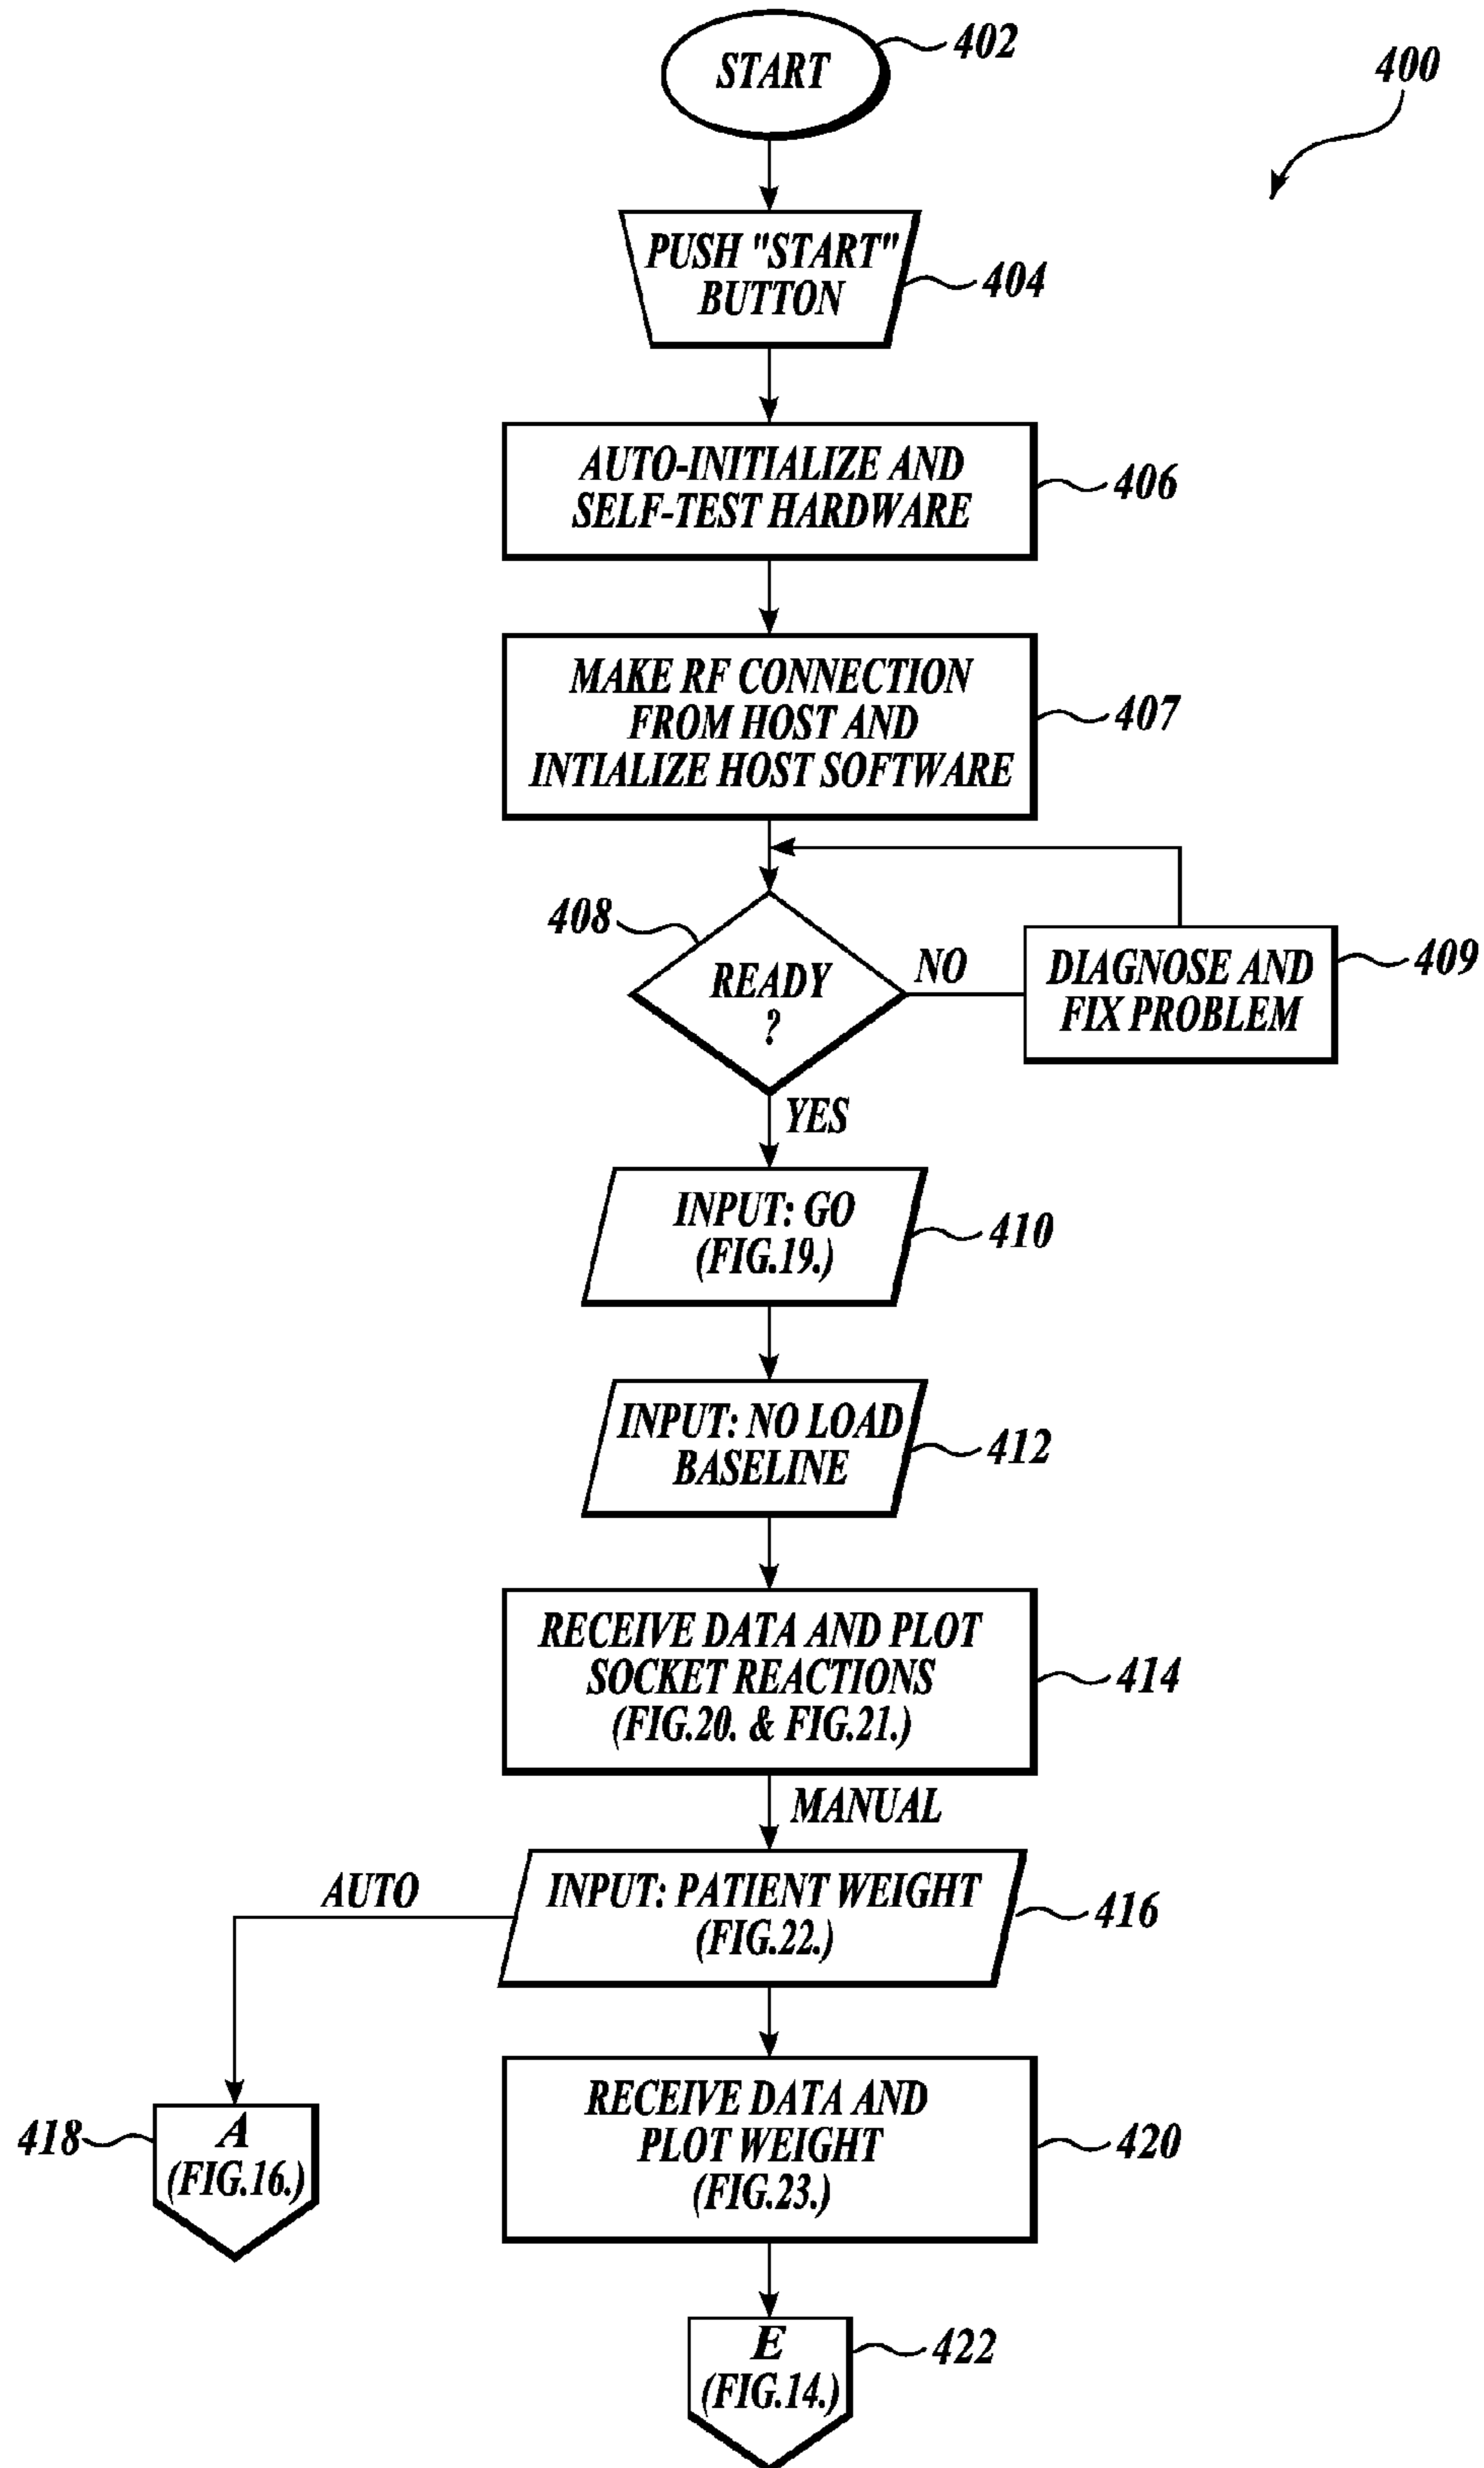 START
402
400
PUSH "START"
BUTTON
404
AUTO-INITIALIZE AND
SELF-TEST HARDWARE
406
MAKE RF CONNECTION
FROM HOST AND
INTIALIZE HOST SOFTWARE
407
408
READY
?
NO
DIAGNOSE AND
FIX PROBLEM
409
YES
INPUT: GO
(FIG.19.)
410
INPUT: NO LOAD
BASELINE
412
RECEIVE DATA AND PLOT
SOCKET REACTIONS
(FIG.20. & FIG.21.)
414
MANUAL
AUTO
INPUT: PATIENT WEIGHT
(FIG.22.)
416
418
A
(FIG.16.)
RECEIVE DATA AND
PLOT WEIGHT
(FIG.23.)
420
E
(FIG.14.)
422